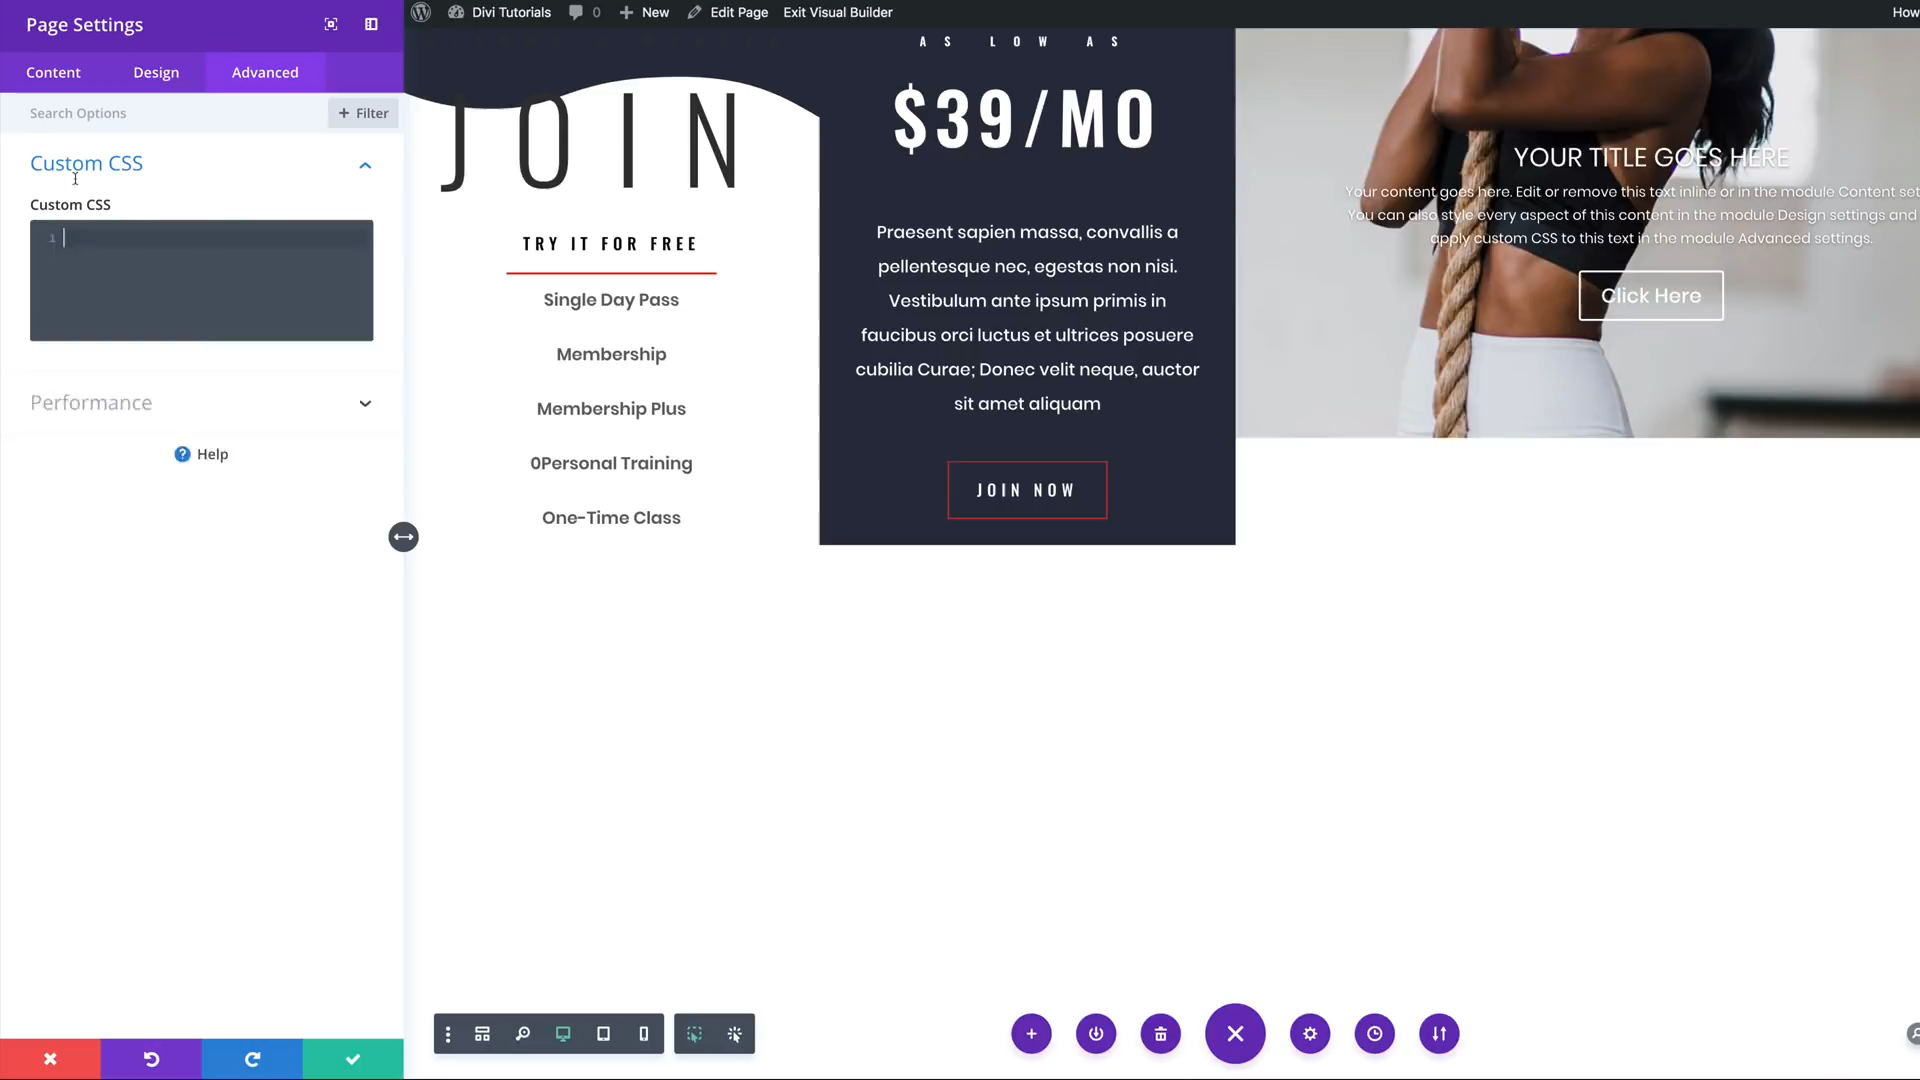 Page Settings
Content
Design
Advanced
Search Options
+ Filter
Custom CSS
Custom CSS
1
Performance
? Help
Divi Tutorials
0
+ New
Edit Page
Exit Visual Builder
How
JOIN
TRY IT FOR FREE
Single Day Pass
Membership
Membership Plus
0Personal Training
One-Time Class
AS LOW AS
$39/MO
Praesent sapien massa, convallis a
pellentesque nec, egestas non nisi.
Vestibulum ante ipsum primis in
faucibus orci luctus et ultrices posuere
cubilia Curae; Donec velit neque, auctor
sit amet aliquam
JOIN NOW
YOUR TITLE GOES HERE
Your content goes here. Edit or remove this text inline or in the module Content set
You can also style every aspect of this content in the module Design settings and
apply custom CSS to this text in the module Advanced settings.
Click Here